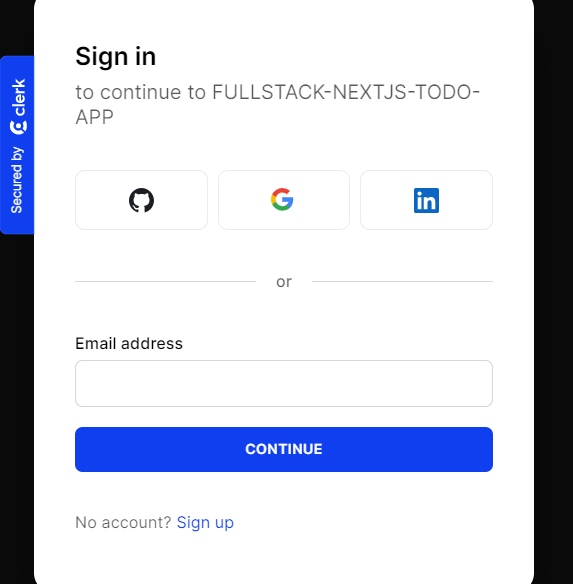 Sign in
to continue to FULLSTACK-NEXTJS-TODO-
APP
Secured by clerk
in
or
Email address
CONTINUE
No account? Sign up